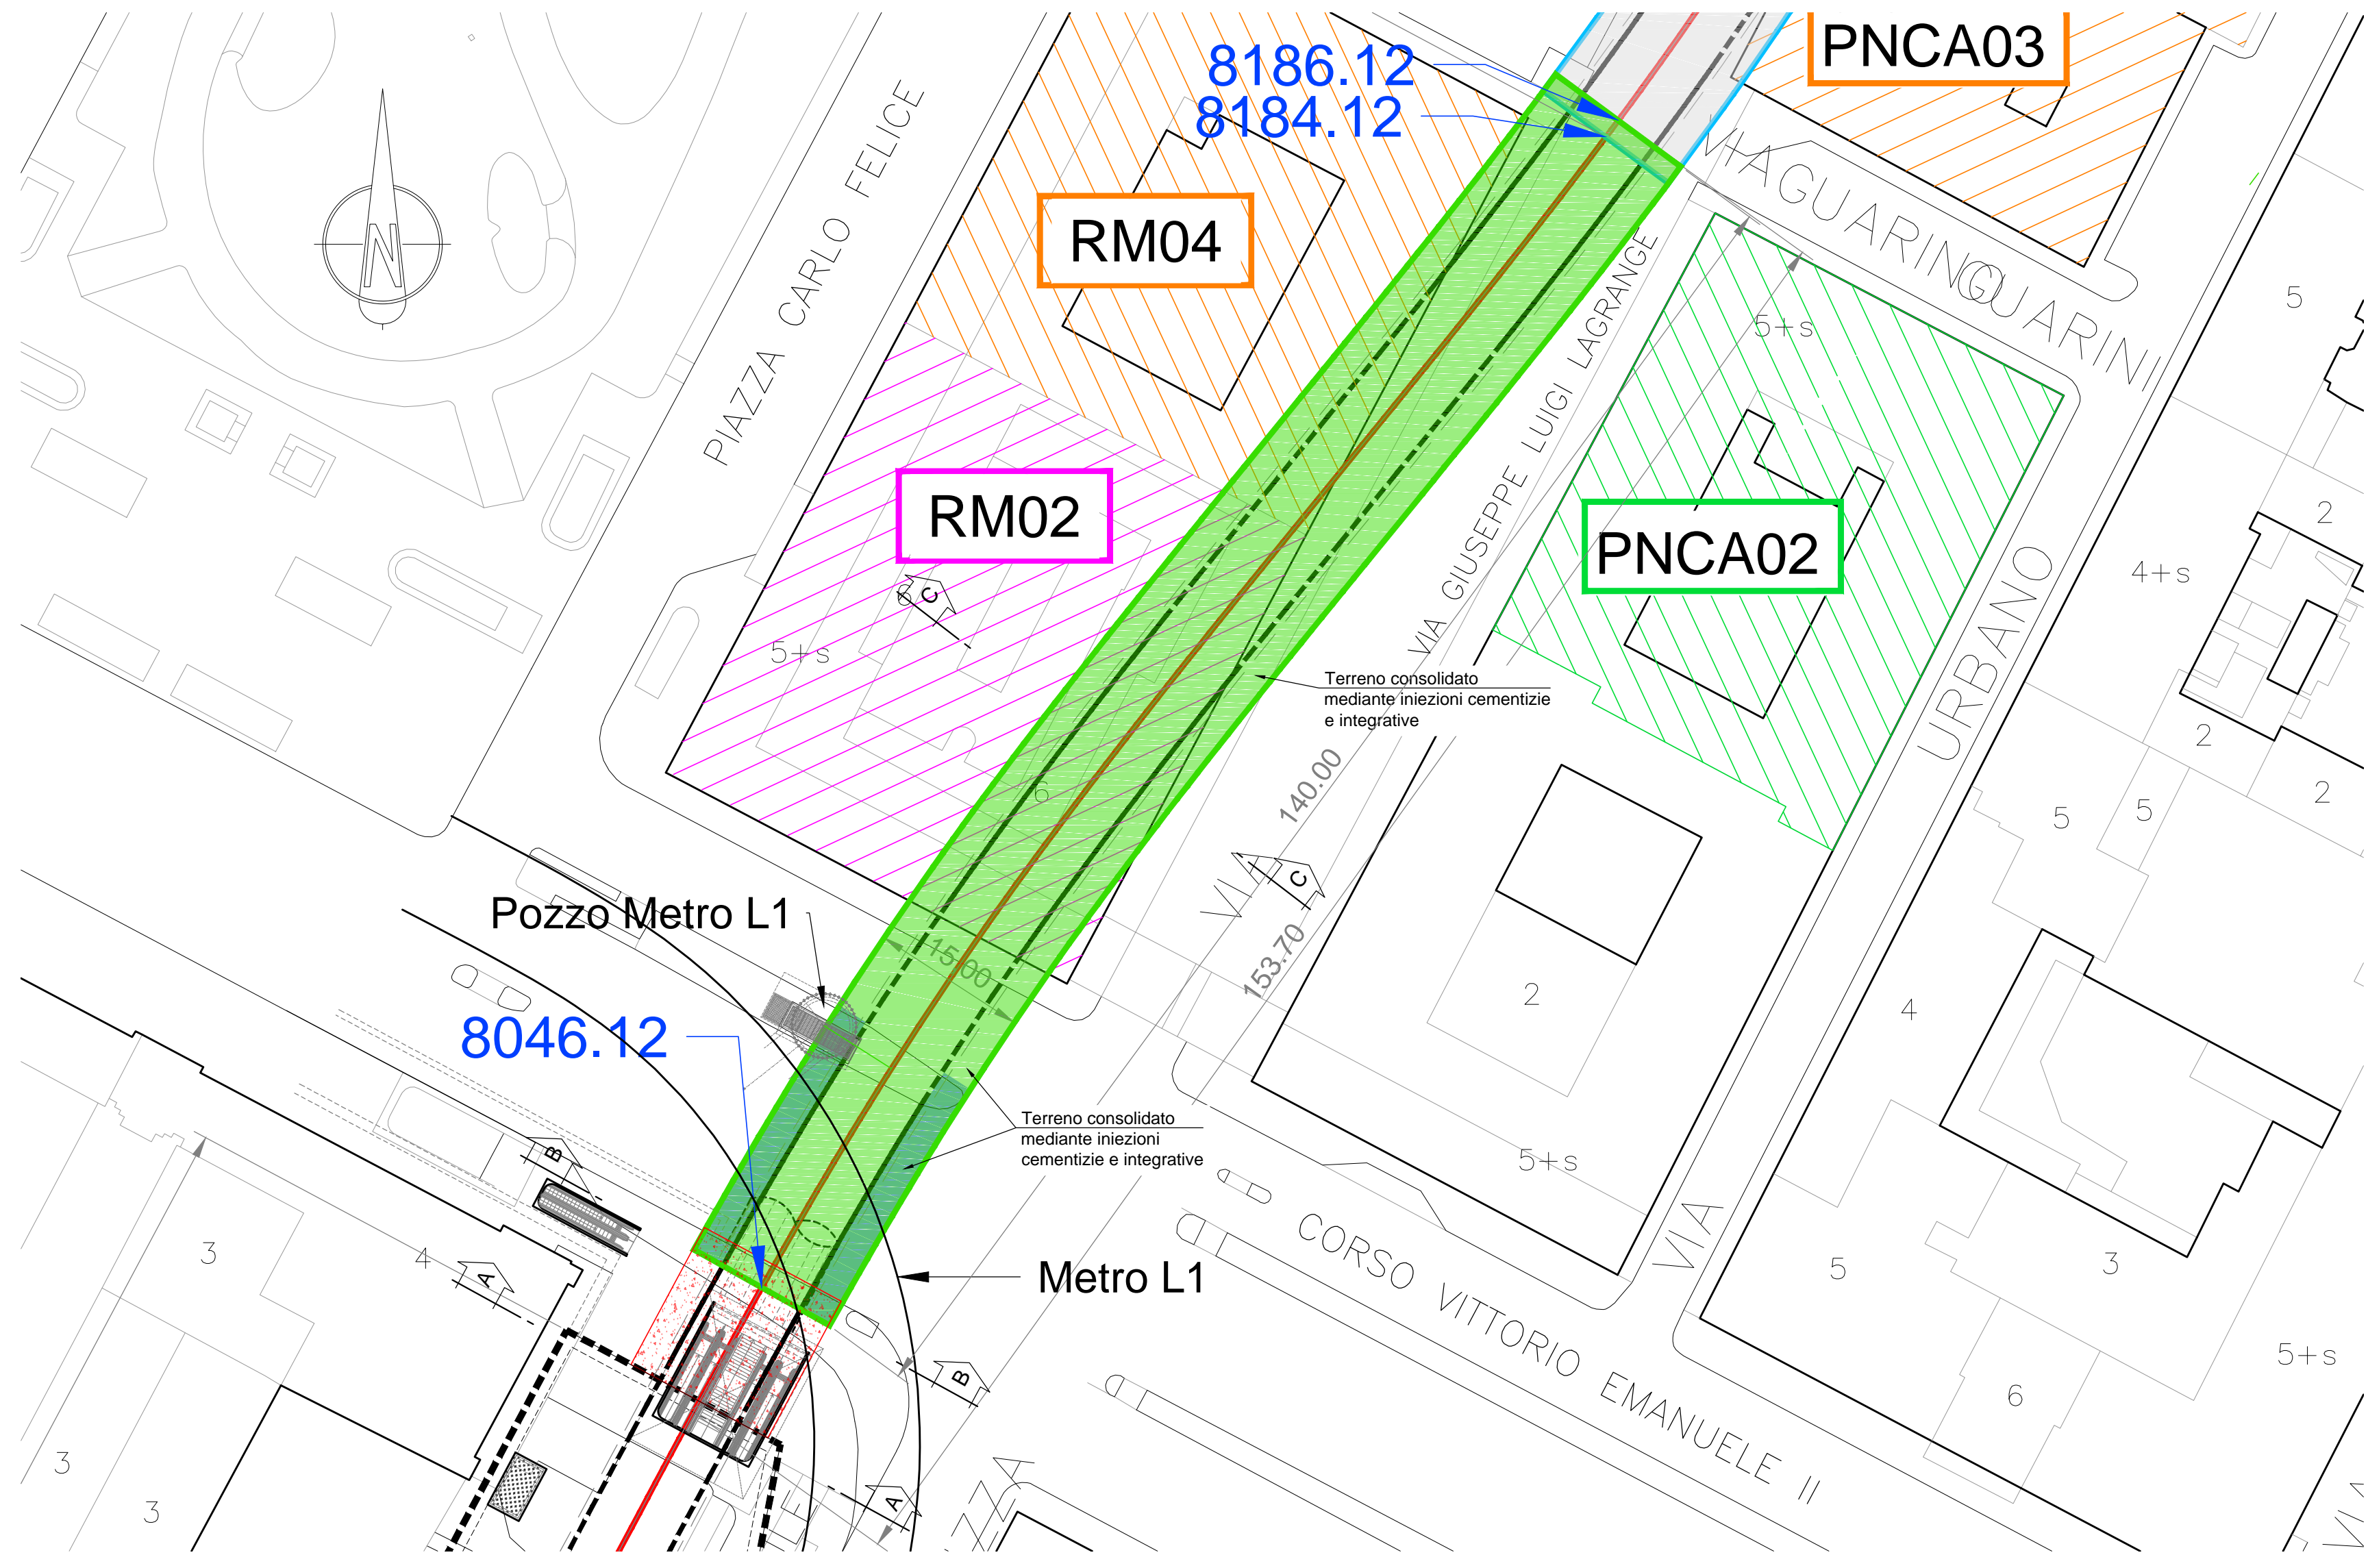 PNCA03
8186.12
8184.12
PIAZZA CARLO FELICE
N
RM04
VIA GUARINO GUARINI
5
5+s
VIA GIUSEPPE LUIGI LAGRANGE
RM02
PNCA02
2
4+s
URBANO
6
C
5+s
Terreno consolidato
mediante iniezioni cementizie
e integrative
2
2
140.00
6
5
5
VIA
C
Pozzo Metro L1
15.00
153.70
2
4
8046.12
Terreno consolidato
mediante iniezioni
cementizie e integrative
B
5+s
3
4
A
CORSO VITTORIO EMANUELE II
VIA
5
3
Metro L1
5+s
B
6
3
3
A